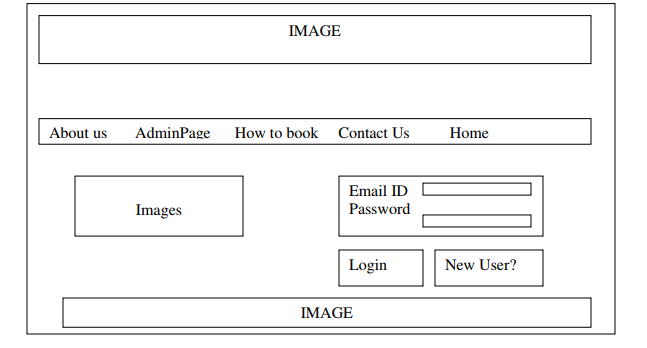 IMAGE
About us AdminPage How to book Contact Us Home
Images
Email ID
Password
Login New User?
IMAGE